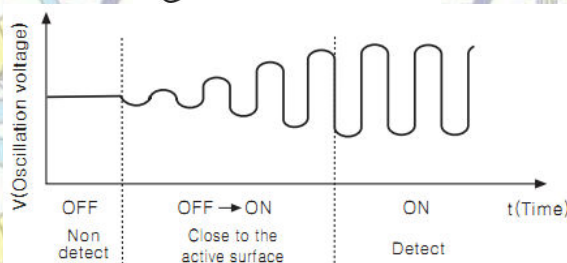 V(Oscillation voltage)
OFF
OFF → ON
ON
t(Time)
Non
detect
Close to the
active surface
Detect